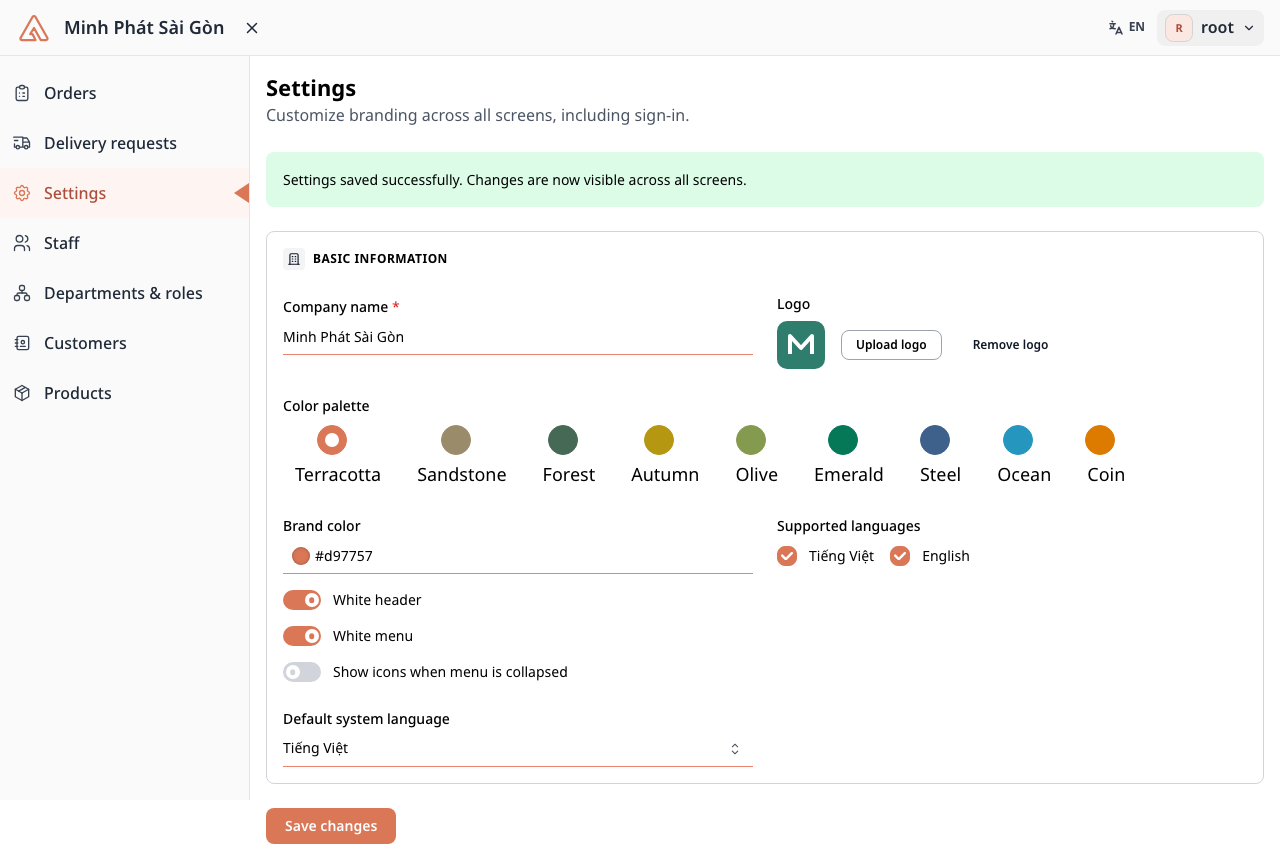 Minh Phát Sài Gòn
EN
R
root
Orders
Delivery requests
Settings
Staff
Departments & roles
Customers
Products
Settings
Customize branding across all screens, including sign-in.
Settings saved successfully. Changes are now visible across all screens.
BASIC INFORMATION
Company name *
Minh Phát Sài Gòn
Logo
M
Upload logo
Remove logo
Color palette
Terracotta
Sandstone
Forest
Autumn
Olive
Emerald
Steel
Ocean
Coin
Brand color
#d97757
Supported languages
Tiếng Việt
English
White header
White menu
Show icons when menu is collapsed
Default system language
Tiếng Việt
Save changes